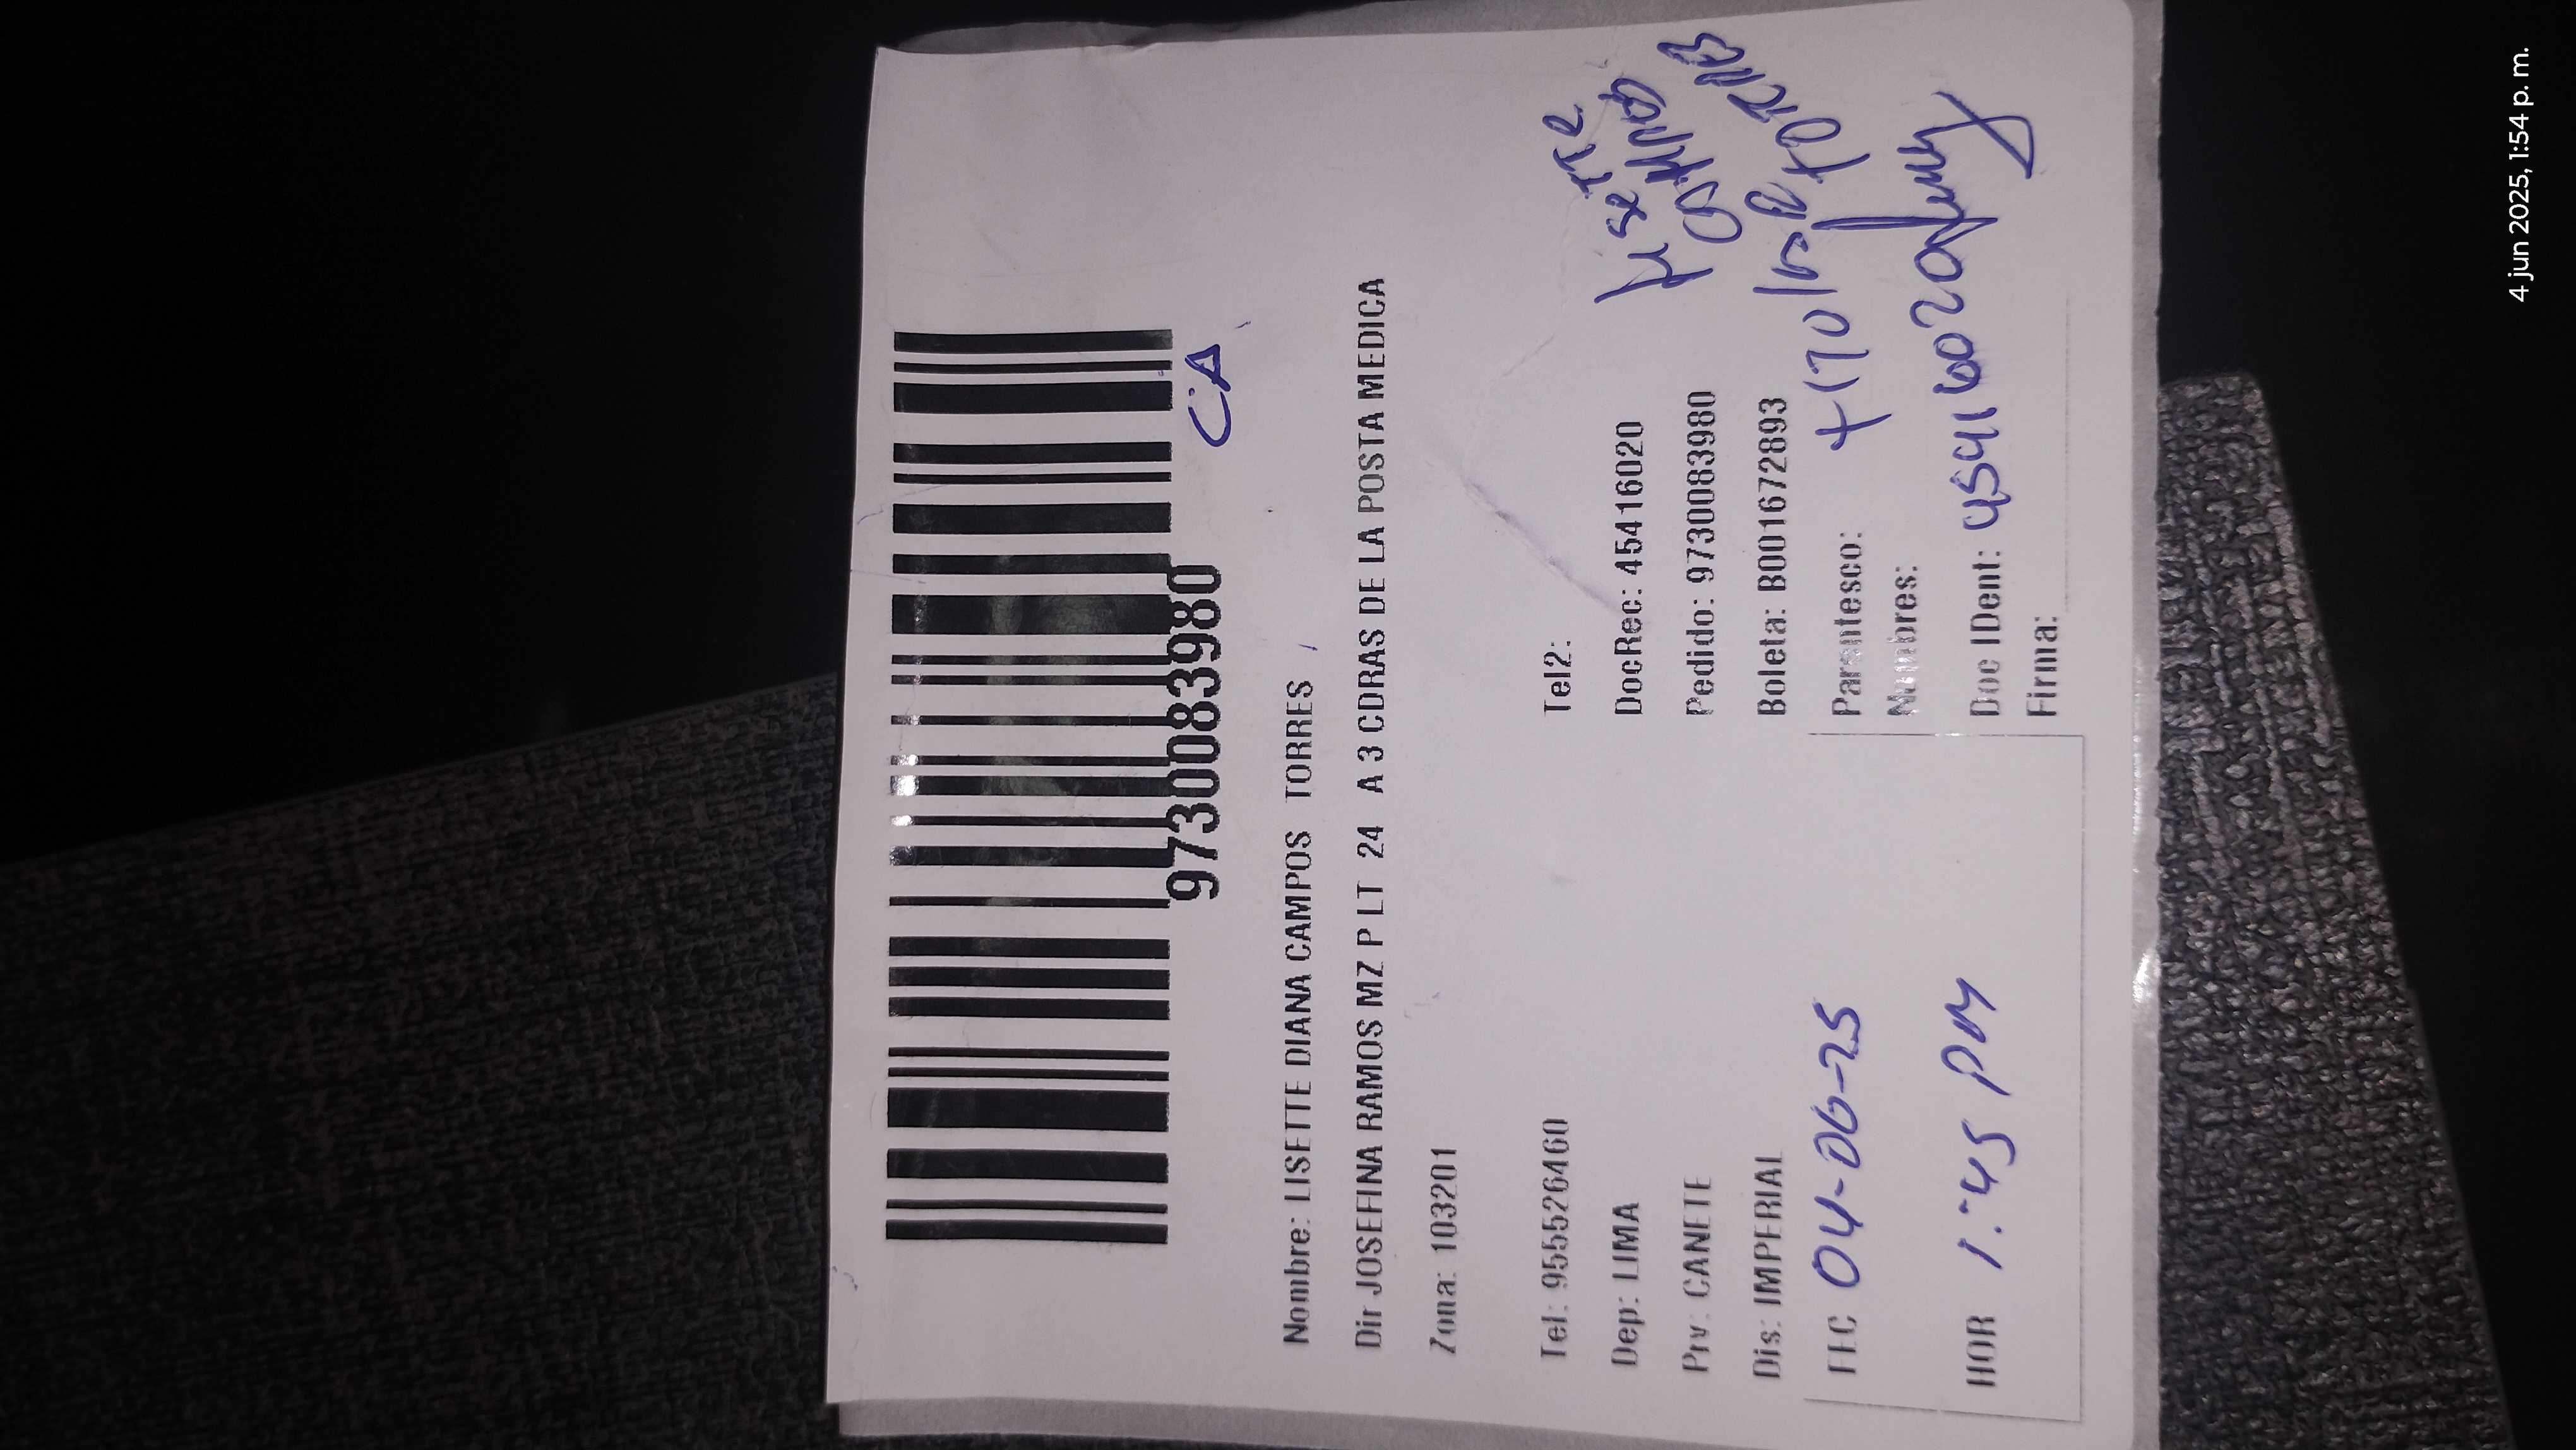 9730083980
CA
Nombre: LISETTE DIANA CAMPOS TORRES
Dir JOSEFINA RAMOS MZ P LT 24 A 3 CDRAS DE LA POSTA MEDICA
Zona: 103201
Tel: 955526460 Tel2:
Lisette
Campos
Torres
Dep: LIMA DocRec: 45416020
Prv: CANETE Pedido: 9730083980
Dis: IMPERIAL Boleta: B001672893
FEC 04-06-25 Parentesco: titular
Nombres:
HOR 1:45 PM Doc IDent: 45416020
Firma:
4 jun 2025, 1:54 p. m.